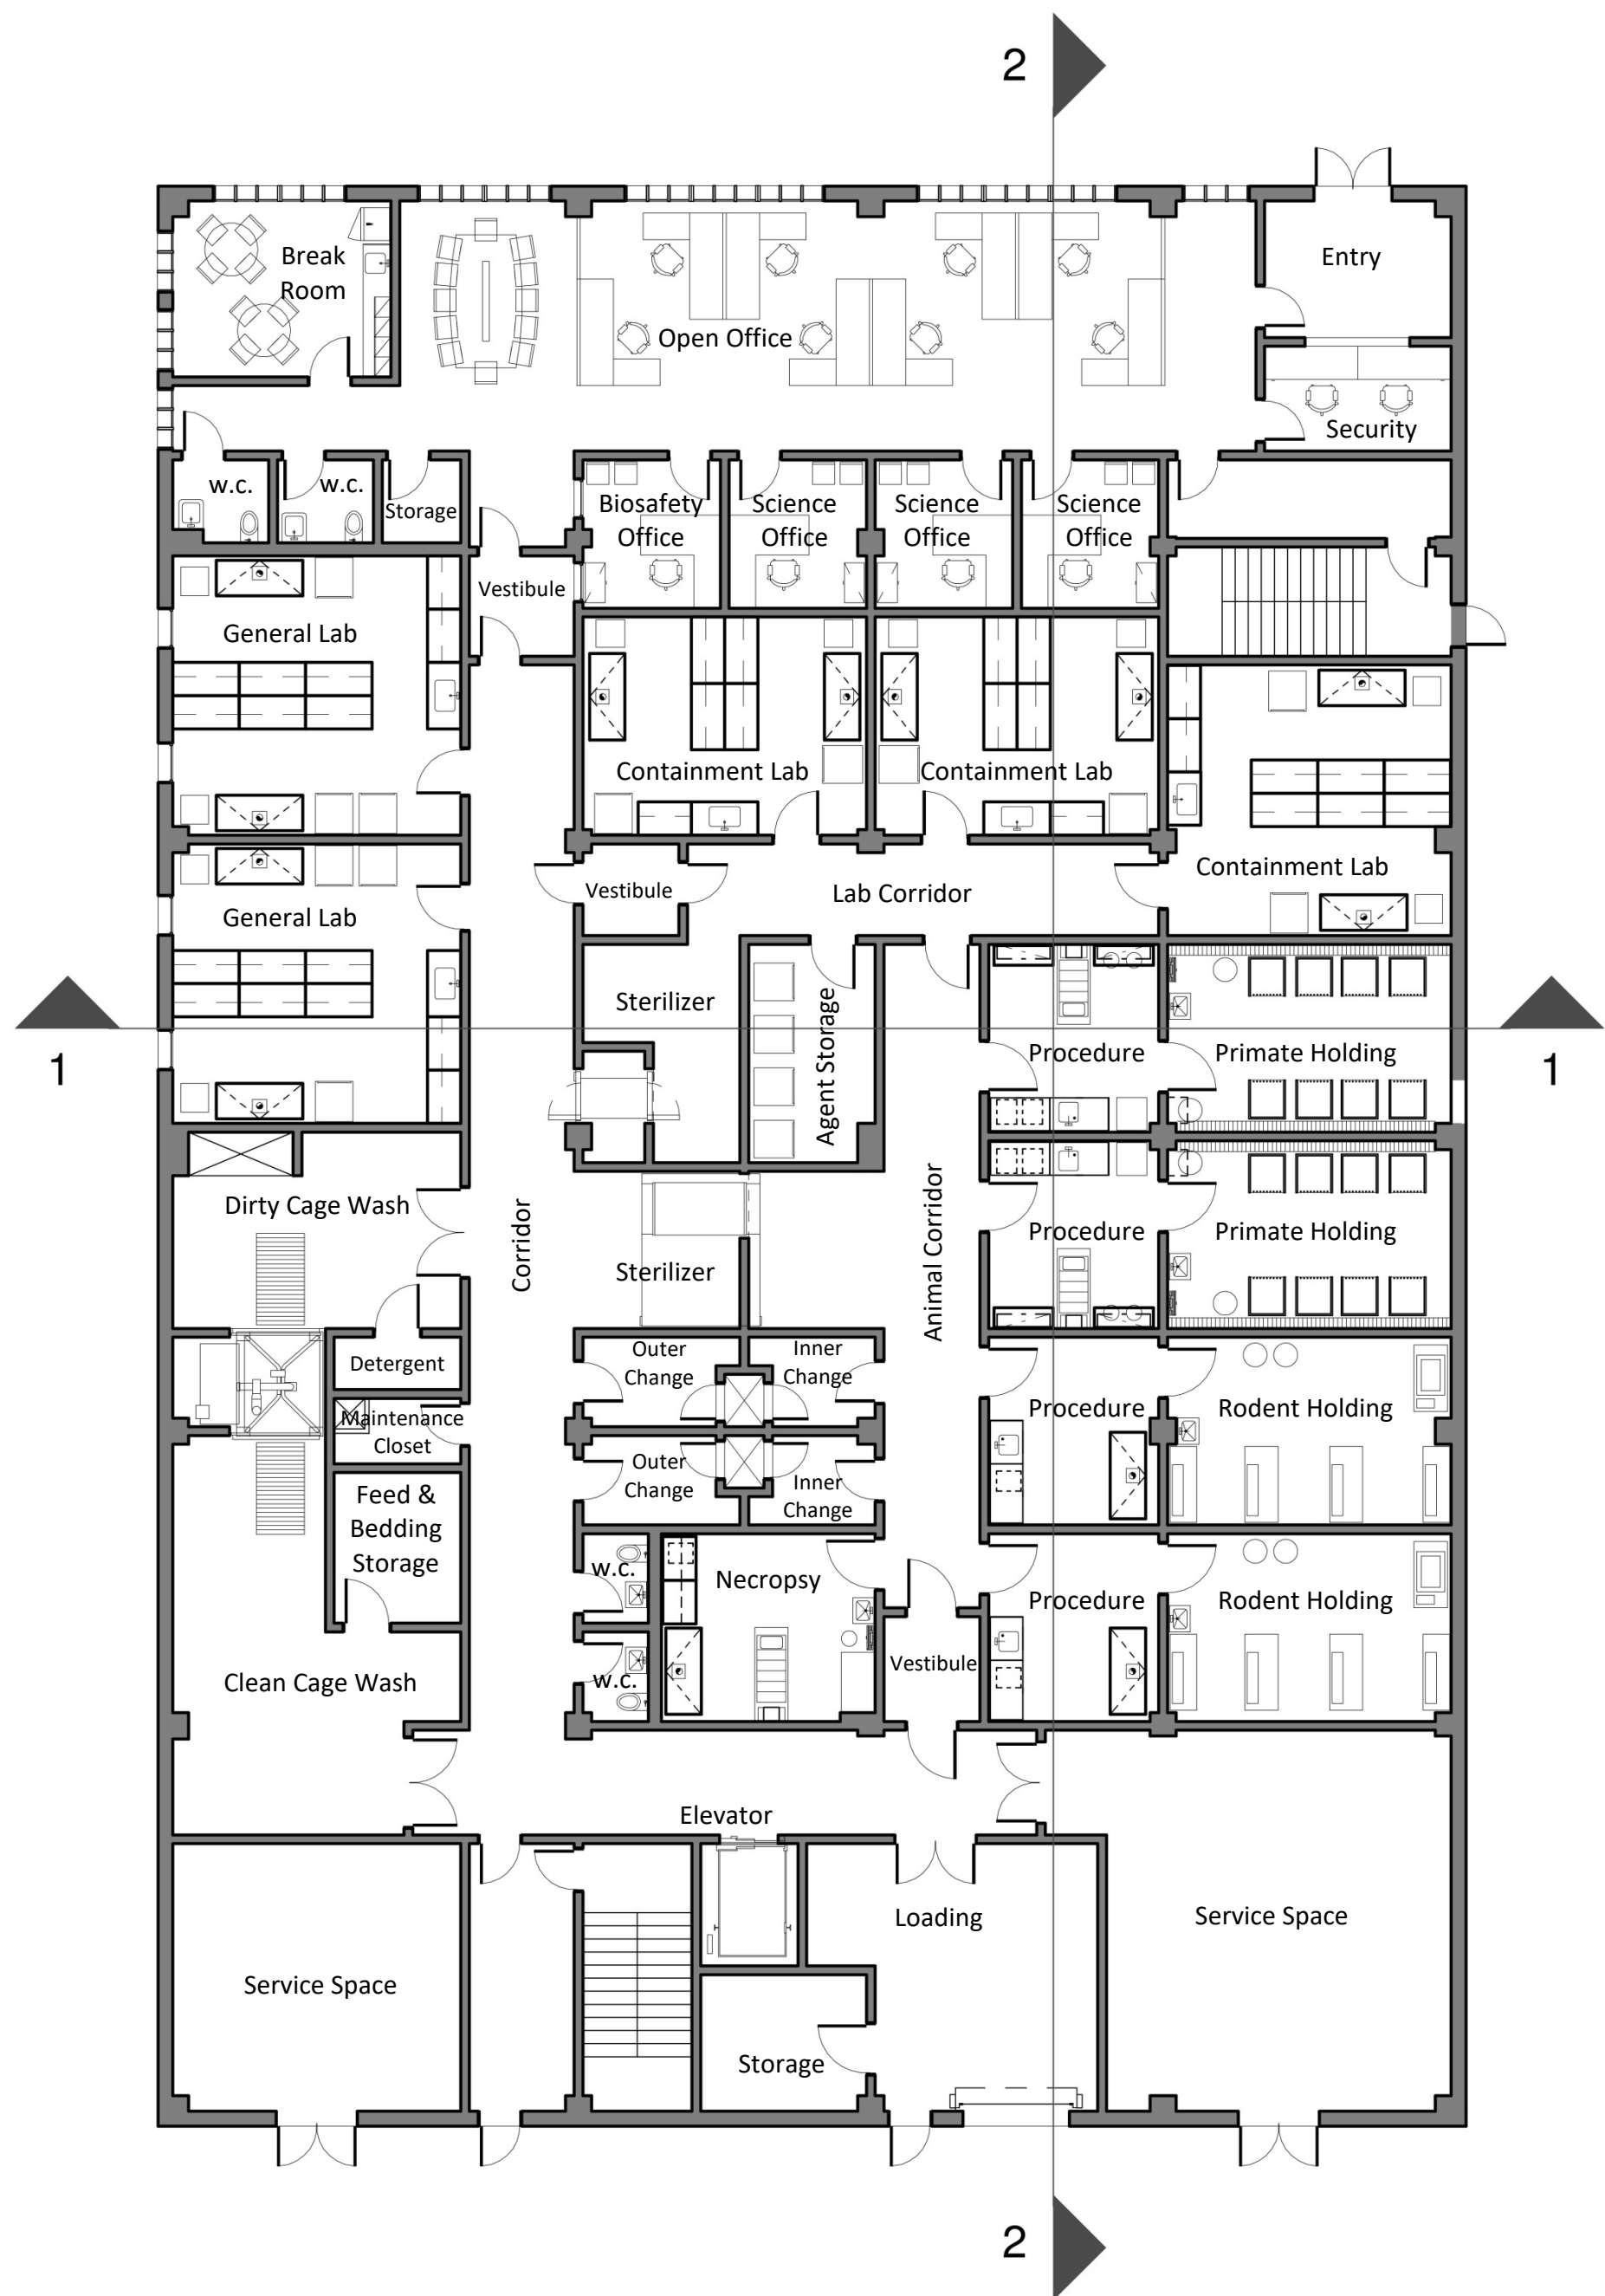 2
Break
Room
Entry
Open Office
Security
w.c.
w.c.
Storage
Biosafety
Office
Science
Office
Science
Office
Science
Office
Vestibule
General Lab
Containment Lab
Containment Lab
Containment Lab
Vestibule
Lab Corridor
General Lab
Sterilizer
Agent Storage
Procedure
Primate Holding
1
1
Dirty Cage Wash
Corridor
Sterilizer
Animal Corridor
Procedure
Primate Holding
Detergent
Outer
Change
Inner
Change
Maintenance
Closet
Procedure
Rodent Holding
Outer
Change
Inner
Change
Feed &
Bedding
Storage
w.c.
Necropsy
Procedure
Rodent Holding
w.c.
Vestibule
Clean Cage Wash
Elevator
Loading
Service Space
Service Space
Storage
2